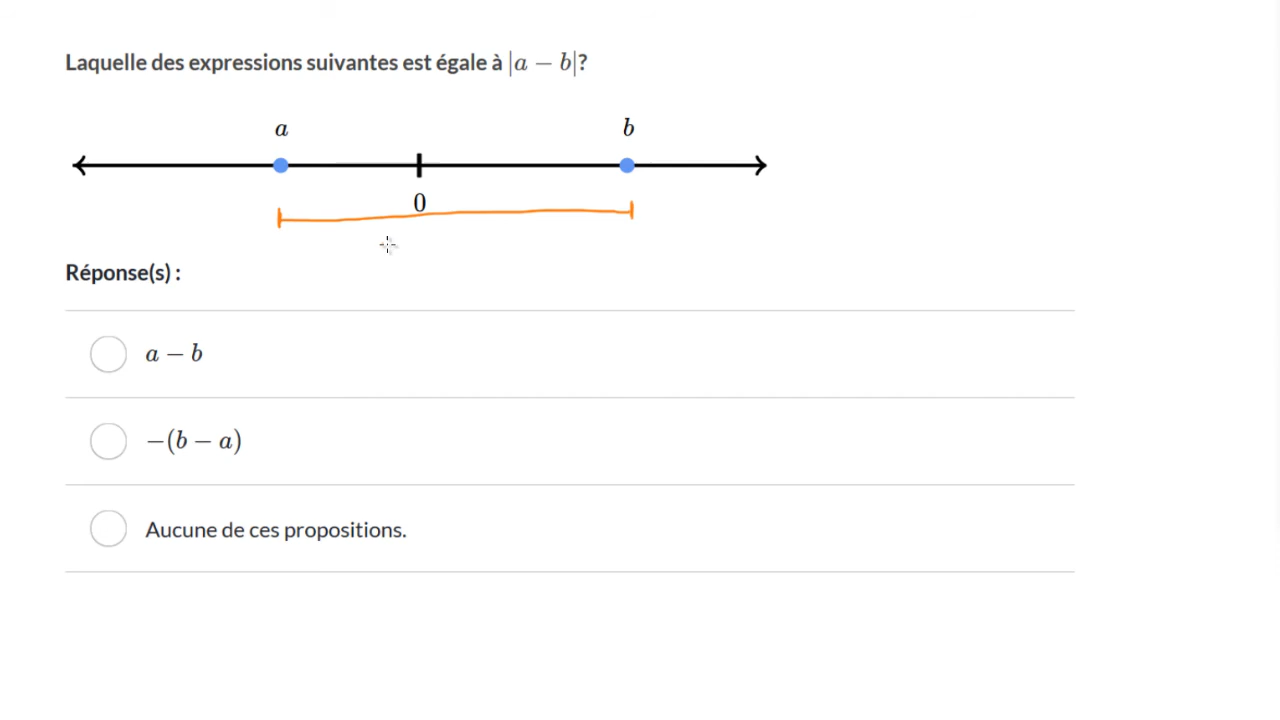 Laquelle des expressions suivantes est égale à |a − b|?
a b
0
Réponse(s) :
a − b
−(b − a)
Aucune de ces propositions.